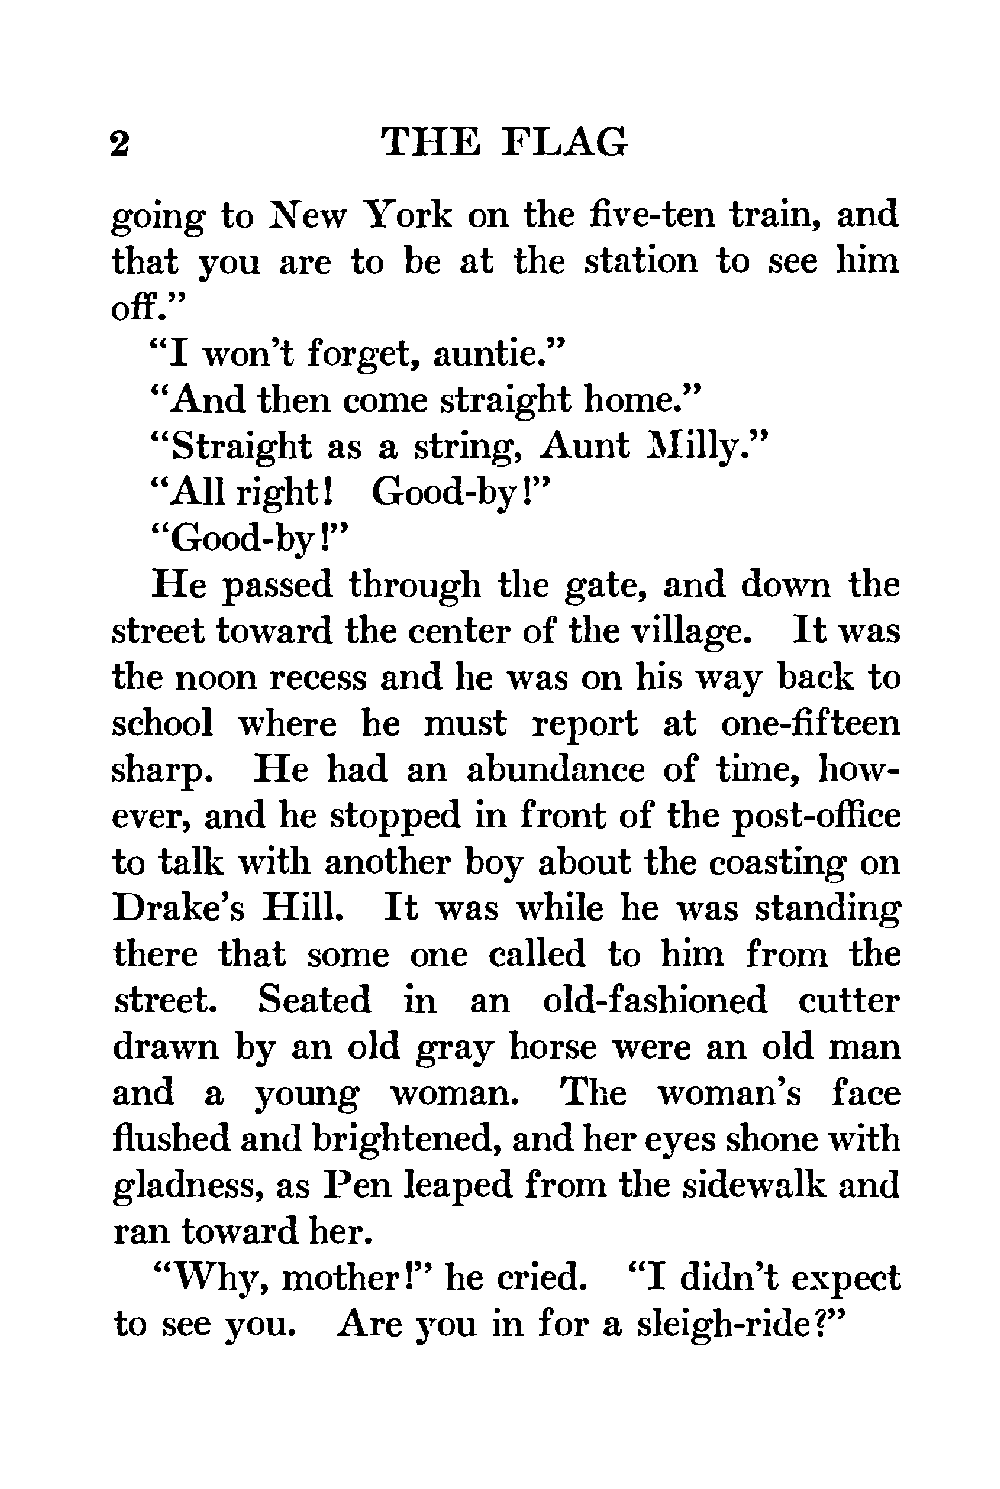 2 THE FLAG
going to New York on the five-ten train, and
that you are to be at the station to see him
off."
"I won't forget, auntie."
"And then come straight home."
"Straight as a string, Aunt Milly."
"All right! Good-by!"
"Good-by!"
He passed through the gate, and down the
street toward the center of the village. It was
the noon recess and he was on his way back to
school where he must report at one-fifteen
sharp. He had an abundance of time, how-
ever, and he stopped in front of the post-office
to talk with another boy about the coasting on
Drake's Hill. It was while he was standing
there that some one called to him from the
street. Seated in an old-fashioned cutter
drawn by an old gray horse were an old man
and a young woman. The woman's face
flushed and brightened, and her eyes shone with
gladness, as Pen leaped from the sidewalk and
ran toward her.
"Why, mother!" he cried. "I didn't expect
to see you. Are you in for a sleigh-ride?"